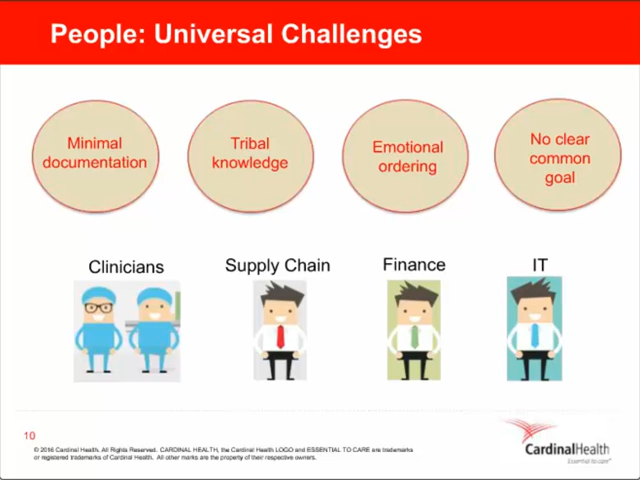 People: Universal Challenges
Minimal
documentation
Tribal
knowledge
Emotional
ordering
No clear
common
goal
Clinicians
Supply Chain
Finance
IT
10
© 2016 Cardinal Health. All Rights Reserved. CARDINAL HEALTH, the Cardinal Health LOGO and ESSENTIAL TO CARE are trademarks
or registered trademarks of Cardinal Health. All other marks are the property of their respective owners.
CardinalHealth
Essential to care™